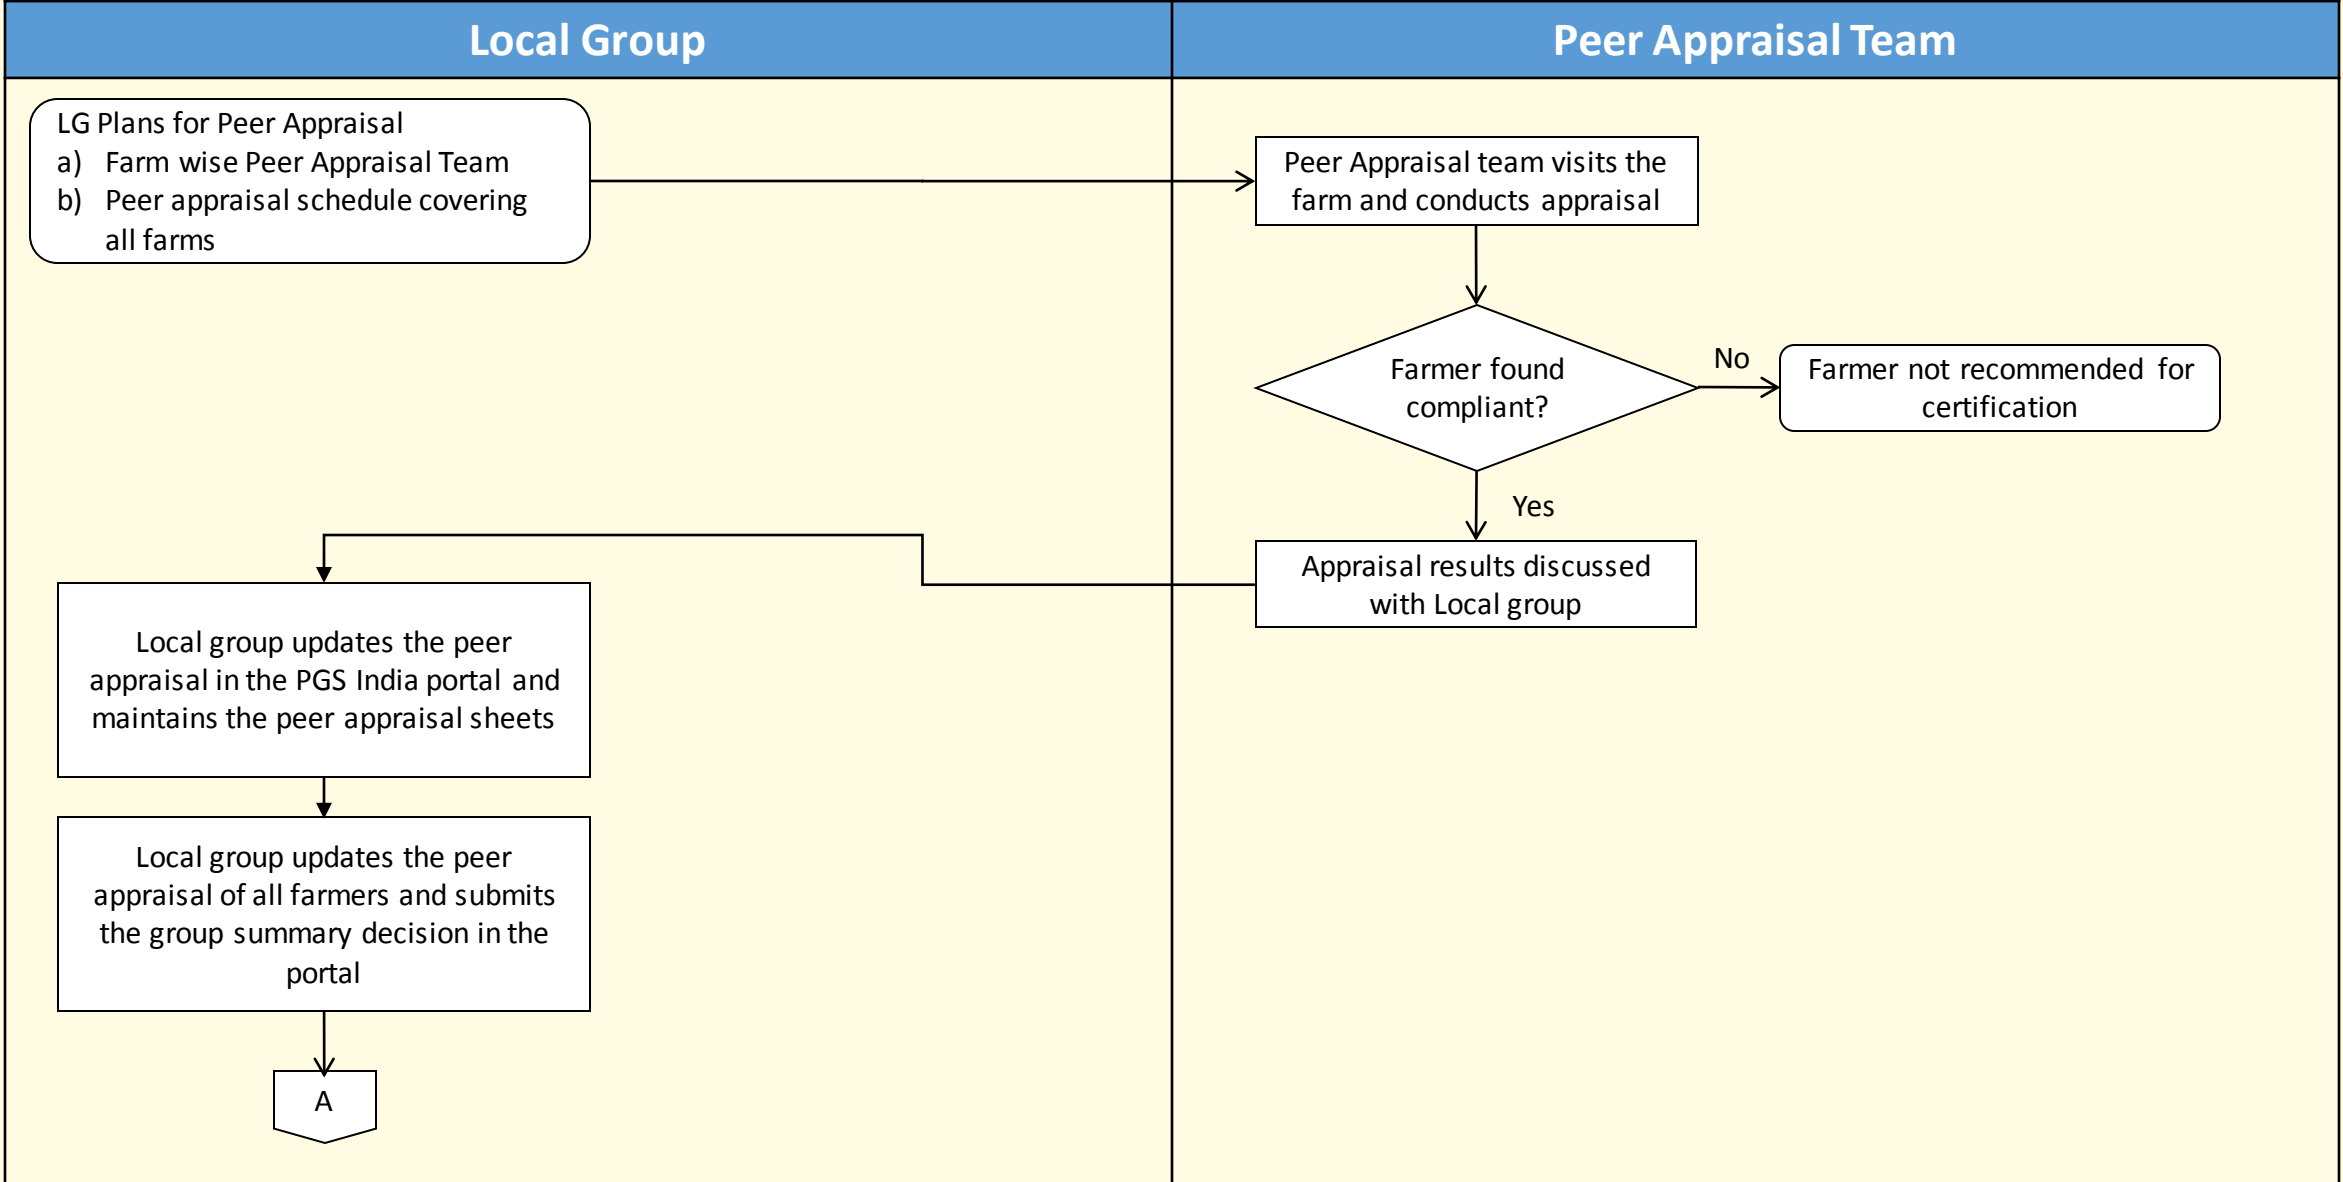 Local Group
Peer Appraisal Team
LG Plans for Peer Appraisal
a) Farm wise Peer Appraisal Team
b) Peer appraisal schedule covering
all farms
Peer Appraisal team visits the
farm and conducts appraisal
Farmer found
compliant?
No
Farmer not recommended for
certification
Yes
Appraisal results discussed
with Local group
Local group updates the peer
appraisal in the PGS India portal and
maintains the peer appraisal sheets
Local group updates the peer
appraisal of all farmers and submits
the group summary decision in the
portal
A